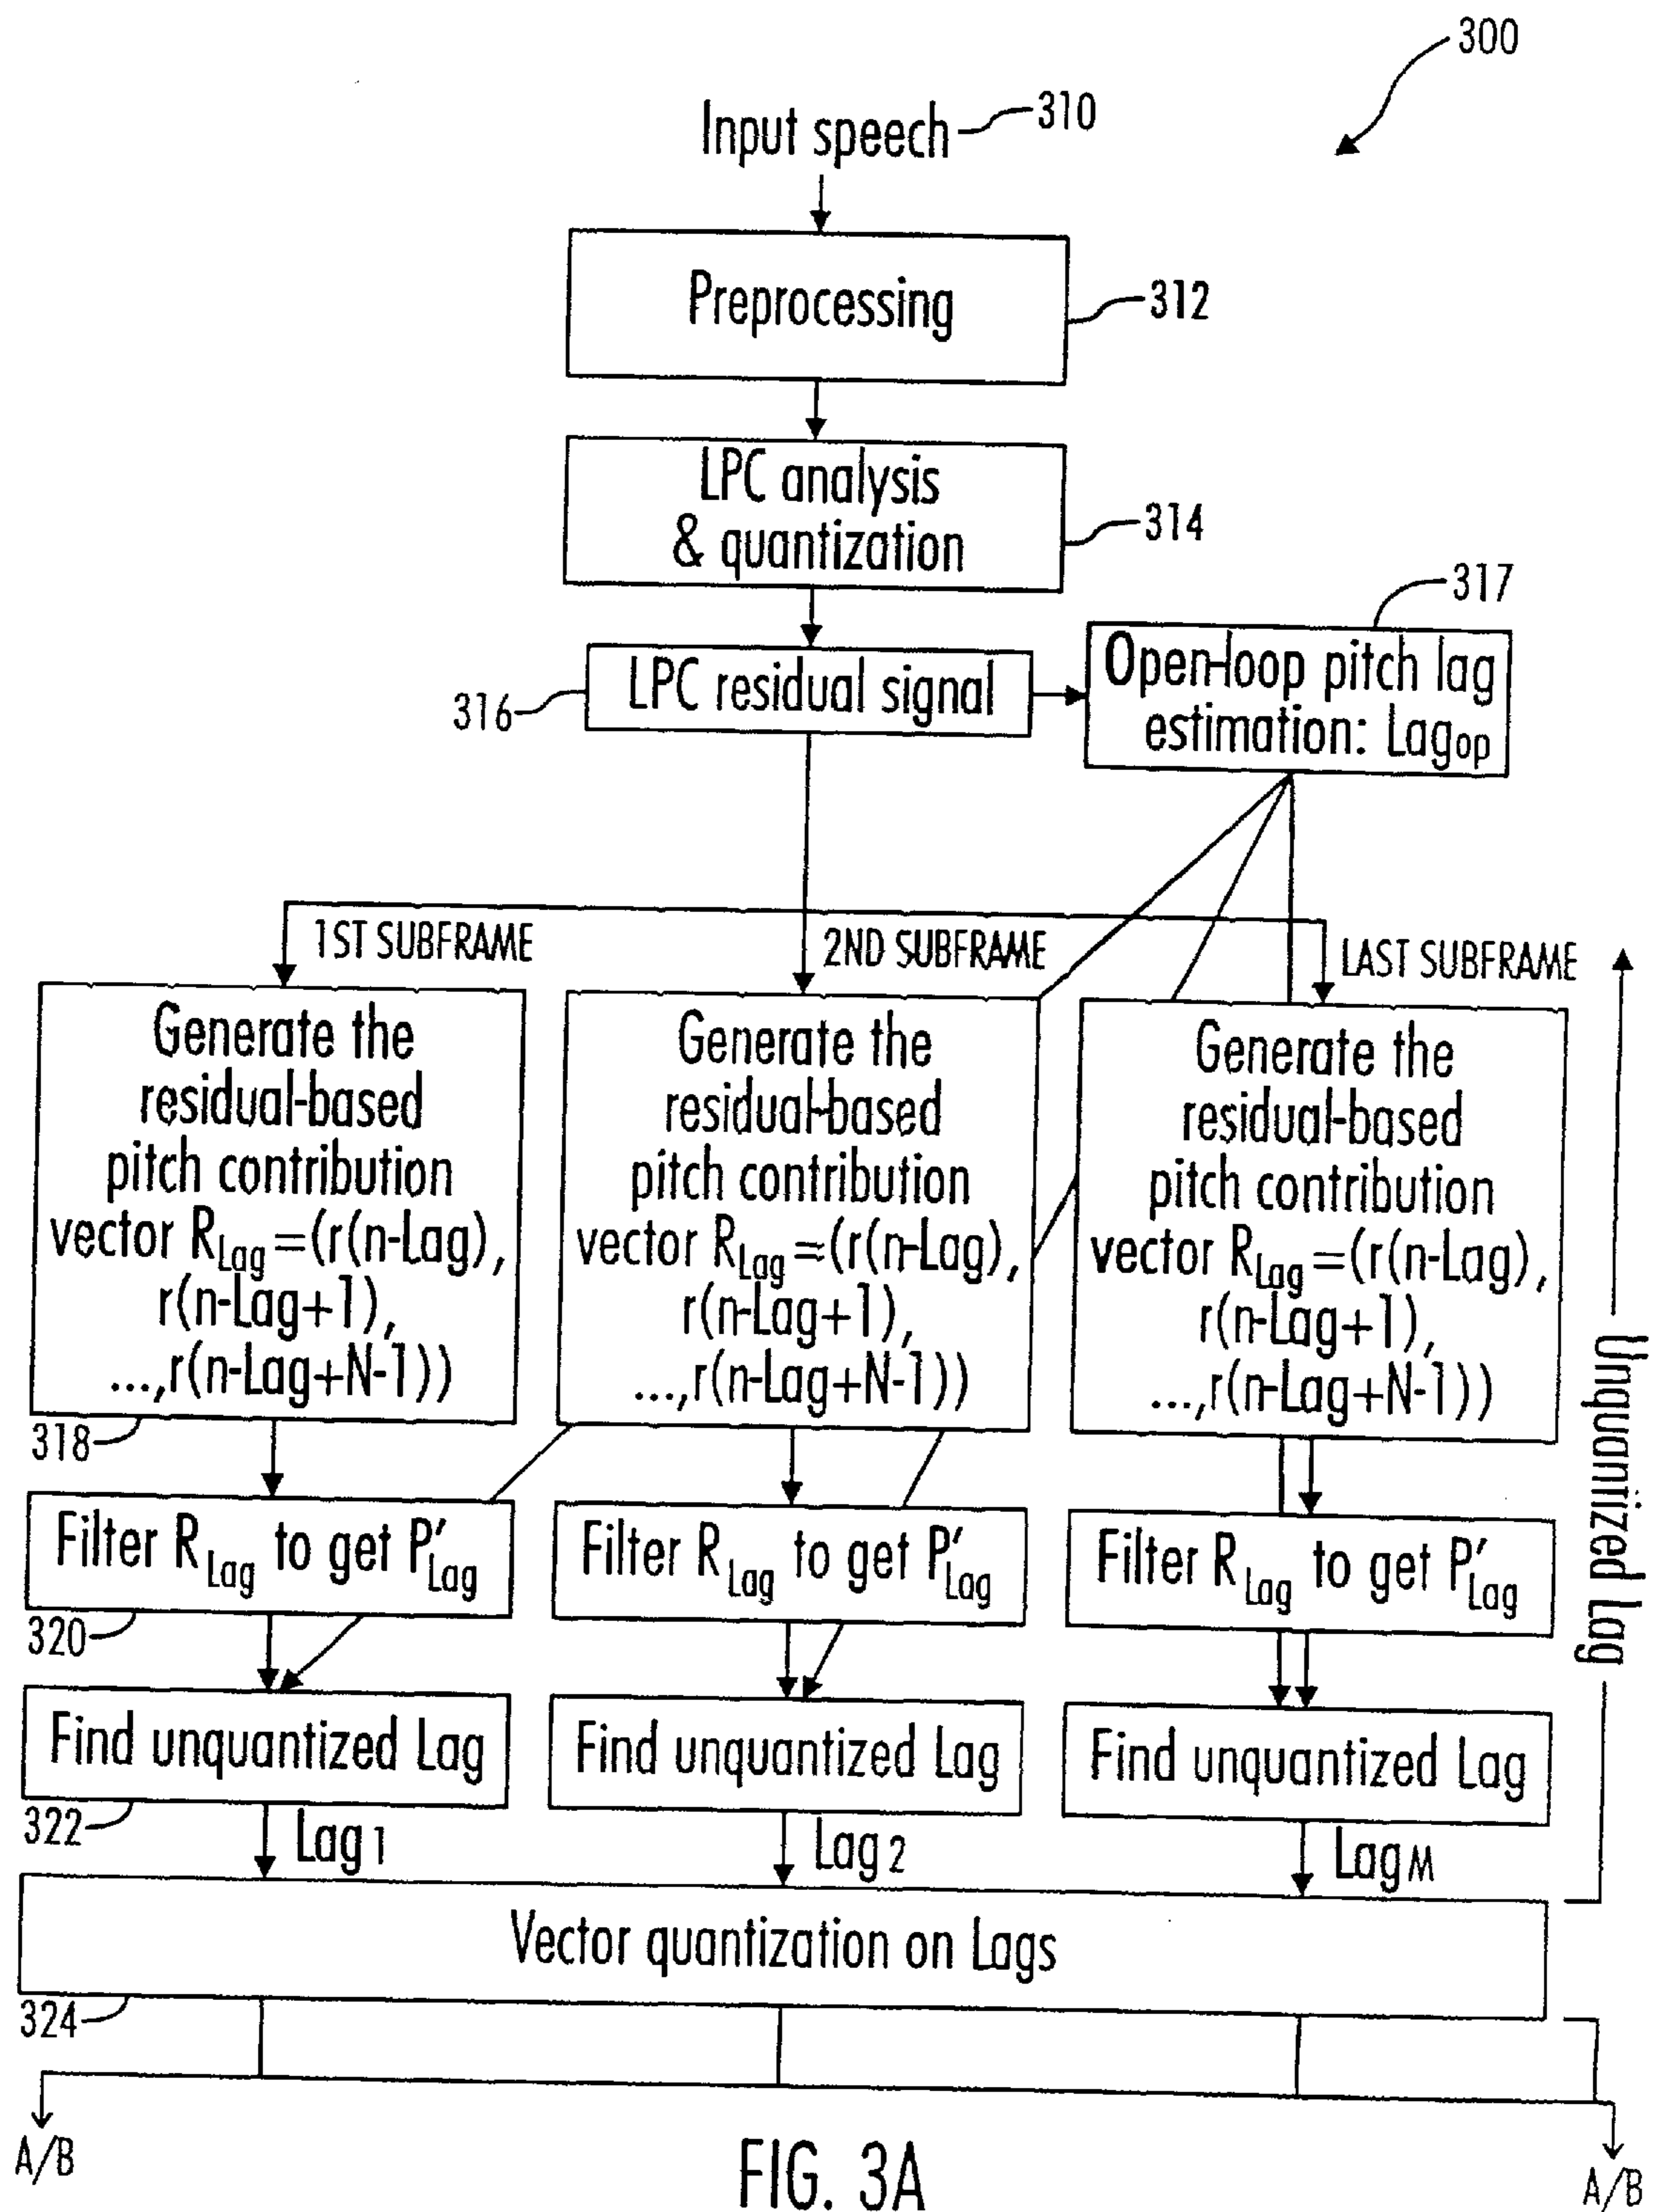 300
Input speech
310
Preprocessing
312
LPC analysis
& quantization
314
317
LPC residual signal
316
Open-loop pitch lag
estimation: Lagop
1ST SUBFRAME
2ND SUBFRAME
LAST SUBFRAME
Generate the
residual-based
pitch contribution
vector RLag=(r(n-Lag),
r(n-Lag+1),
...,r(n-Lag+N-1))
318
Generate the
residual-based
pitch contribution
vector RLag=(r(n-Lag),
r(n-Lag+1),
...,r(n-Lag+N-1))
Generate the
residual-based
pitch contribution
vector RLag=(r(n-Lag),
r(n-Lag+1),
...,r(n-Lag+N-1))
Unquantized Lag
Filter RLag to get P'Lag
320
Filter RLag to get P'Lag
Filter RLag to get P'Lag
Find unquantized Lag
322
Find unquantized Lag
Find unquantized Lag
Lag1
Lag2
LagM
Vector quantization on Lags
324
A/B
A/B
FIG. 3A